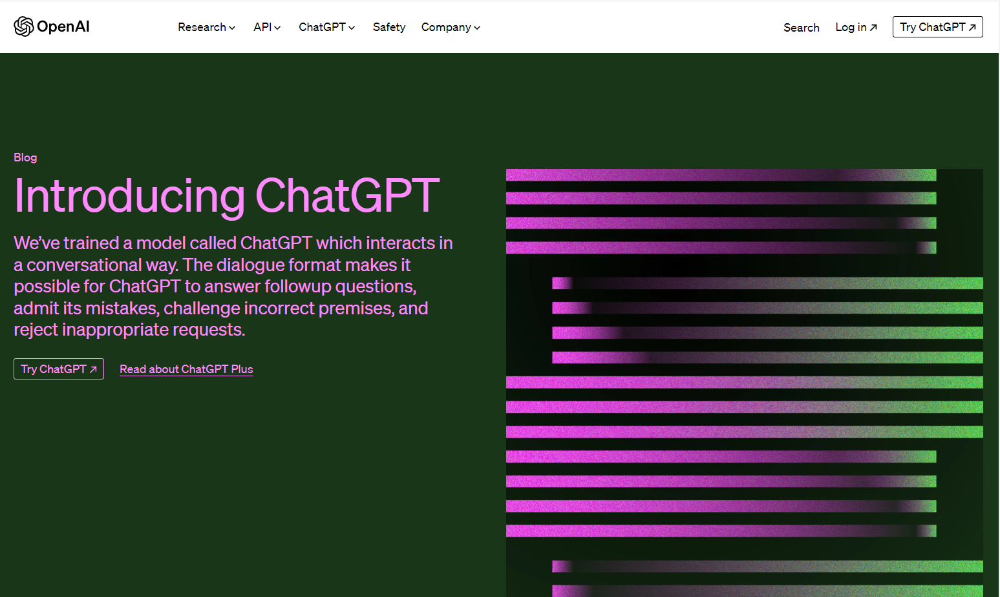 OpenAI
Research API ChatGPT Safety Company
Search Log in ↗ Try ChatGPT ↗
Blog
Introducing ChatGPT
We’ve trained a model called ChatGPT which interacts in
a conversational way. The dialogue format makes it
possible for ChatGPT to answer followup questions,
admit its mistakes, challenge incorrect premises, and
reject inappropriate requests.
Try ChatGPT ↗ Read about ChatGPT Plus